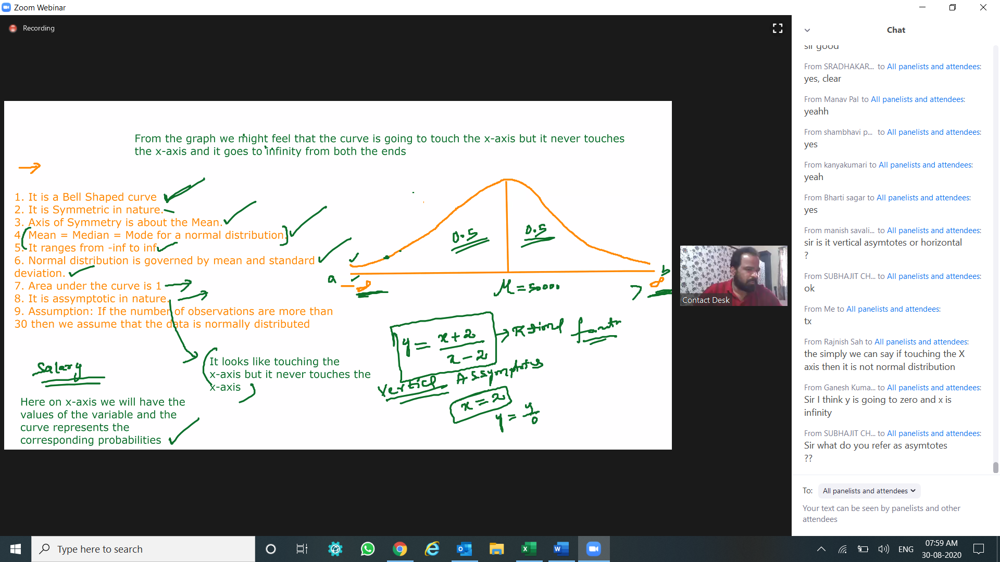 Zoom Webinar
Recording
From the graph we might feel that the curve is going to touch the x-axis but it never touches
the x-axis and it goes to infinity from both the ends
1. It is a Bell Shaped curve
2. It is Symmetric in nature.
3. Axis of Symmetry is about the Mean.
4. Mean = Median = Mode for a normal distribution.
5. It ranges from -inf to inf
6. Normal distribution is governed by mean and standard
deviation.
7. Area under the curve is 1
8. It is assymptotic in nature.
9. Assumption: If the number of observations are more than
30 then we assume that the data is normally distributed
0.5
0.5
a
b
-∞
M = 50000
∞
y = x+2 / x-2
Verticl Assymptotes
x = 2
y = 4/0
Salary
It looks like touching the
x-axis but it never touches the
x-axis
Here on x-axis we will have the
values of the variable and the
curve represents the
corresponding probabilities
Contact Desk
Chat
sir good
From SRADHAKAR... to All panelists and attendees:
yes, clear
From Manav Pal to All panelists and attendees:
yeahh
From shambhavi p... to All panelists and attendees:
yes
From kanyakumari to All panelists and attendees:
yeah
From Bharti sagar to All panelists and attendees:
yes
From manish savali... to All panelists and attendees:
sir is it vertical asymtotes or horizontal
?
From SUBHAJIT CH... to All panelists and attendees:
ok
From Me to All panelists and attendees:
tx
From Rajnish Sah to All panelists and attendees:
the simply we can say if touching the X
axis then it is not normal distribution
From Ganesh Kuma... to All panelists and attendees:
Sir I think y is going to zero and x is
infinity
From SUBHAJIT CH... to All panelists and attendees:
Sir what do you refer as asymtotes
??
To: All panelists and attendees
Your text can be seen by panelists and other
attendees
Type here to search
ENG
07:59 AM
30-08-2020